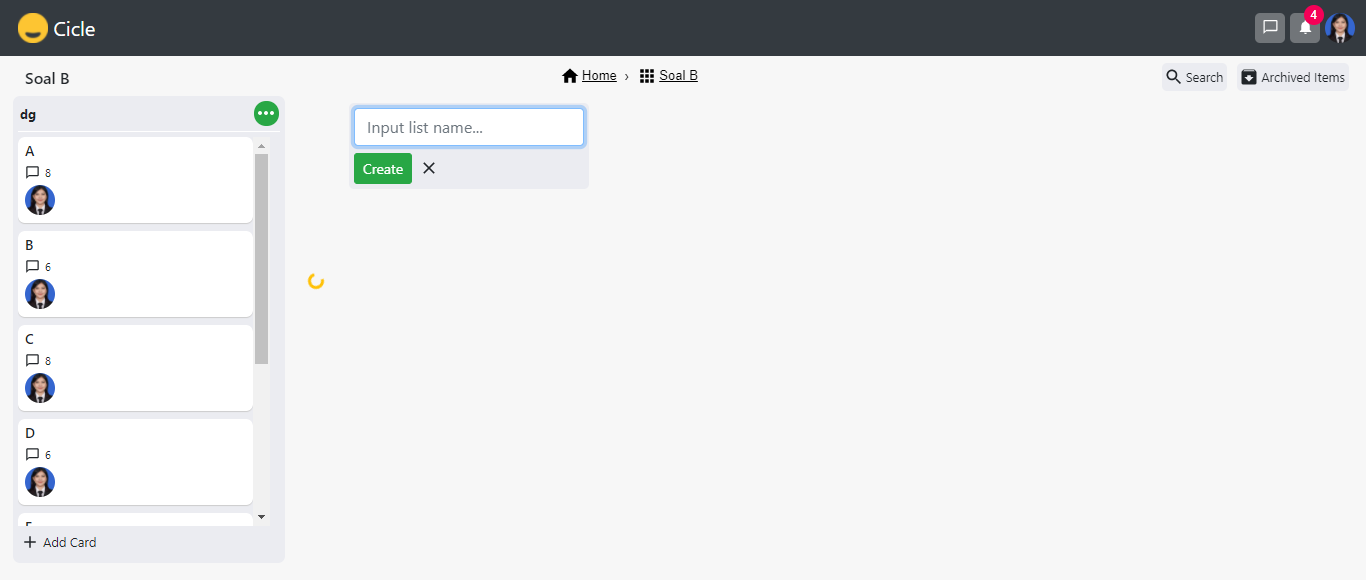 Cicle
4
Soal B
Home › Soal B
Search
Archived Items
dg
A
8
B
6
C
8
D
6
Add Card
Input list name...
Create